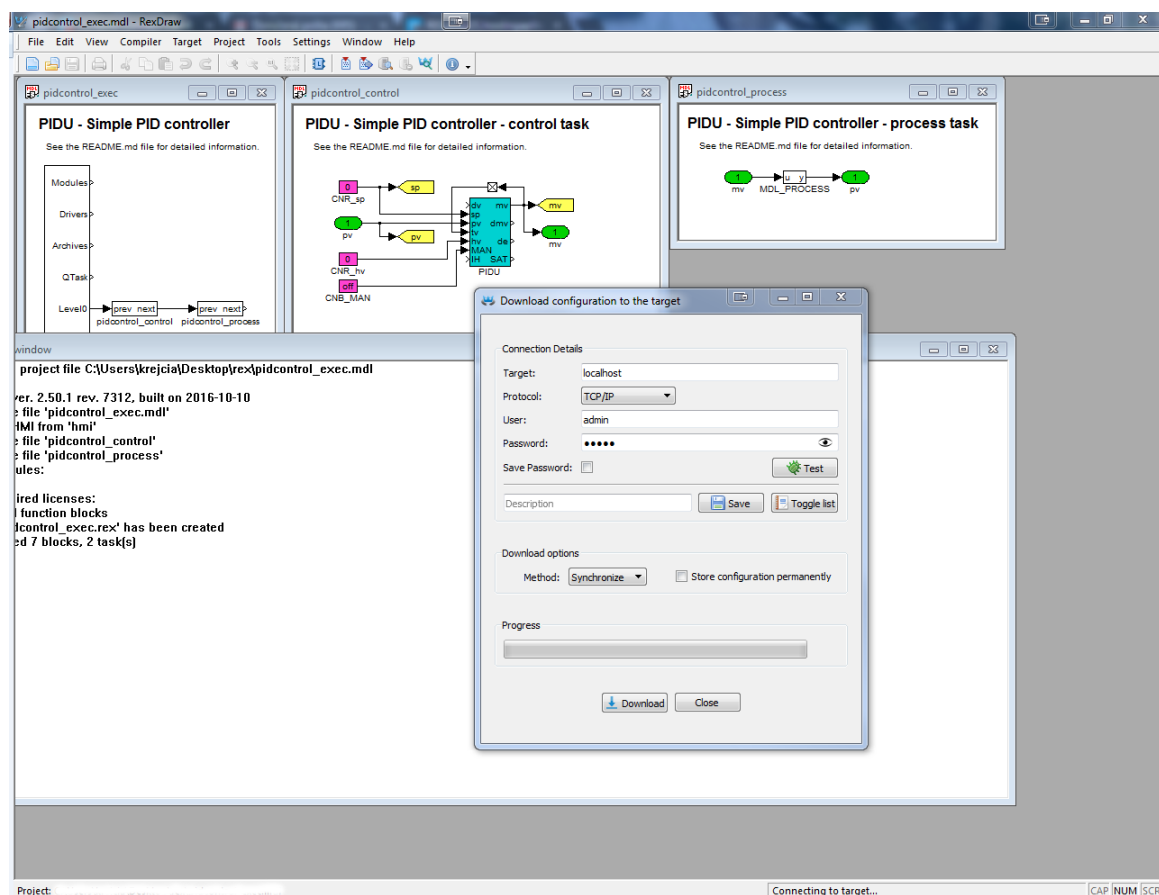 pidcontrol_exec.mdl - RexDraw
File Edit View Compiler Target Project Tools Settings Window Help
pidcontrol_exec
PIDU - Simple PID controller
See the README.md file for detailed information.
Modules
Drivers
Archives
QTask
Level0
prev next
pidcontrol_control
prev next
pidcontrol_process
pidcontrol_control
PIDU - Simple PID controller - control task
See the README.md file for detailed information.
0
CNR_sp
sp
1
pv
pv
0
CNR_hv
off
CNB_MAN
dv mv
sp
pv dmv
tv
hv de
MAN
IH SAT
PIDU
mv
1
mv
pidcontrol_process
PIDU - Simple PID controller - process task
See the README.md file for detailed information.
1
mv
u y
MDL_PROCESS
1
pv
window
project file C:\Users\krejcia\Desktop\rex\pidcontrol_exec.mdl
ver. 2.50.1 rev. 7312, built on 2016-10-10
e file 'pidcontrol_exec.mdl'
HMI from 'hmi'
e file 'pidcontrol_control'
e file 'pidcontrol_process'
ules:
ired licenses:
l function blocks
dcontrol_exec.rex' has been created
ed 7 blocks, 2 task(s)
Download configuration to the target
Connection Details
Target: localhost
Protocol: TCP/IP
User: admin
Password: •••••
Save Password:
Test
Description
Save
Toggle list
Download options
Method: Synchronize
Store configuration permanently
Progress
Download
Close
Project:
Connecting to target...
CAP NUM SCR